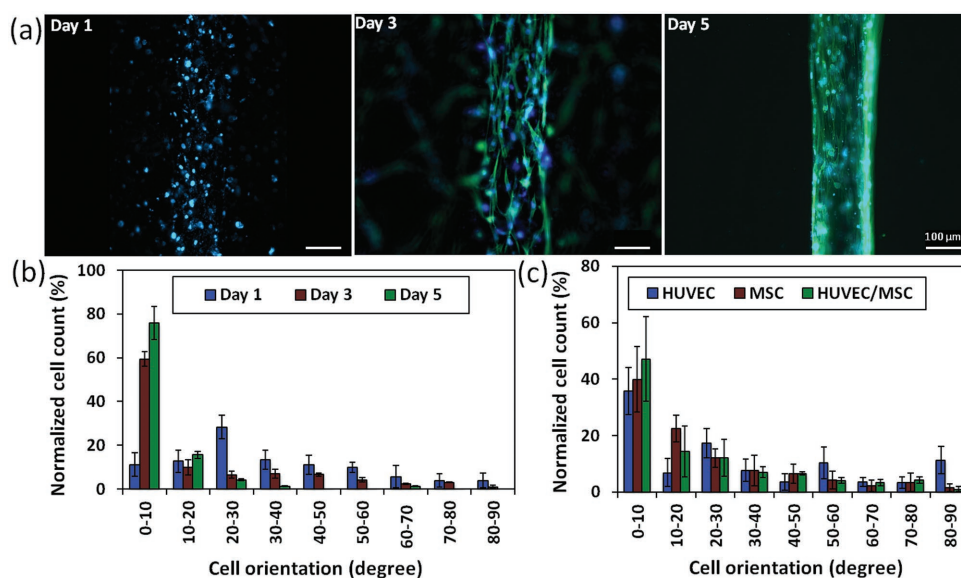 (a)
Day 1
Day 3
Day 5
100 µm
(b)
100
80
60
40
20
0
Normalized cell count (%)
Day 1
Day 3
Day 5
0-10
10-20
20-30
30-40
40-50
50-60
60-70
70-80
80-90
Cell orientation (degree)
(c)
80
60
40
20
0
Normalized cell count (%)
HUVEC
MSC
HUVEC/MSC
0-10
10-20
20-30
30-40
40-50
50-60
60-70
70-80
80-90
Cell orientation (degree)